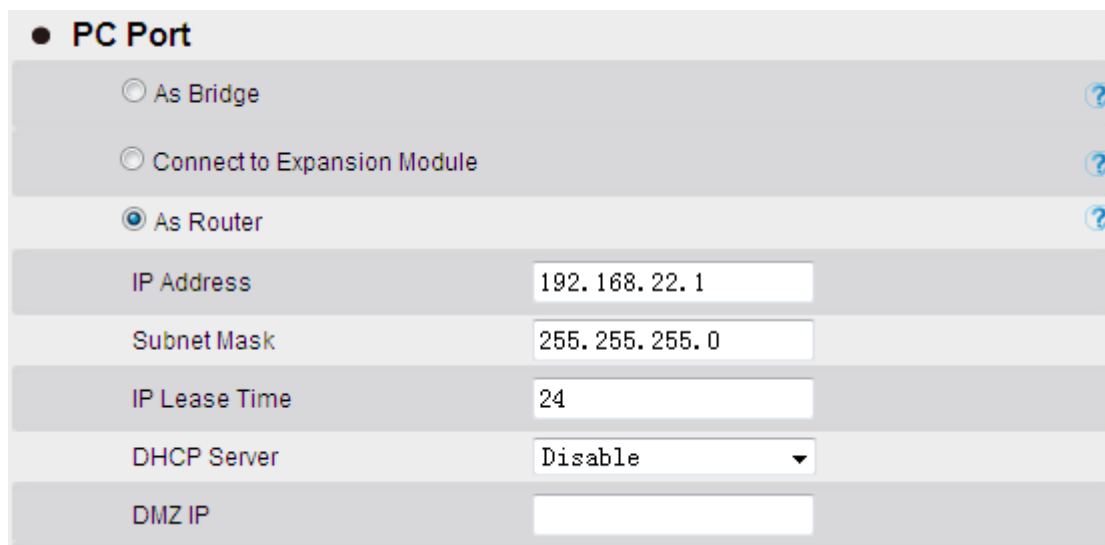 PC Port
As Bridge
?
Connect to Expansion Module
?
As Router
?
IP Address 192.168.22.1
Subnet Mask 255.255.255.0
IP Lease Time 24
DHCP Server Disable
DMZ IP